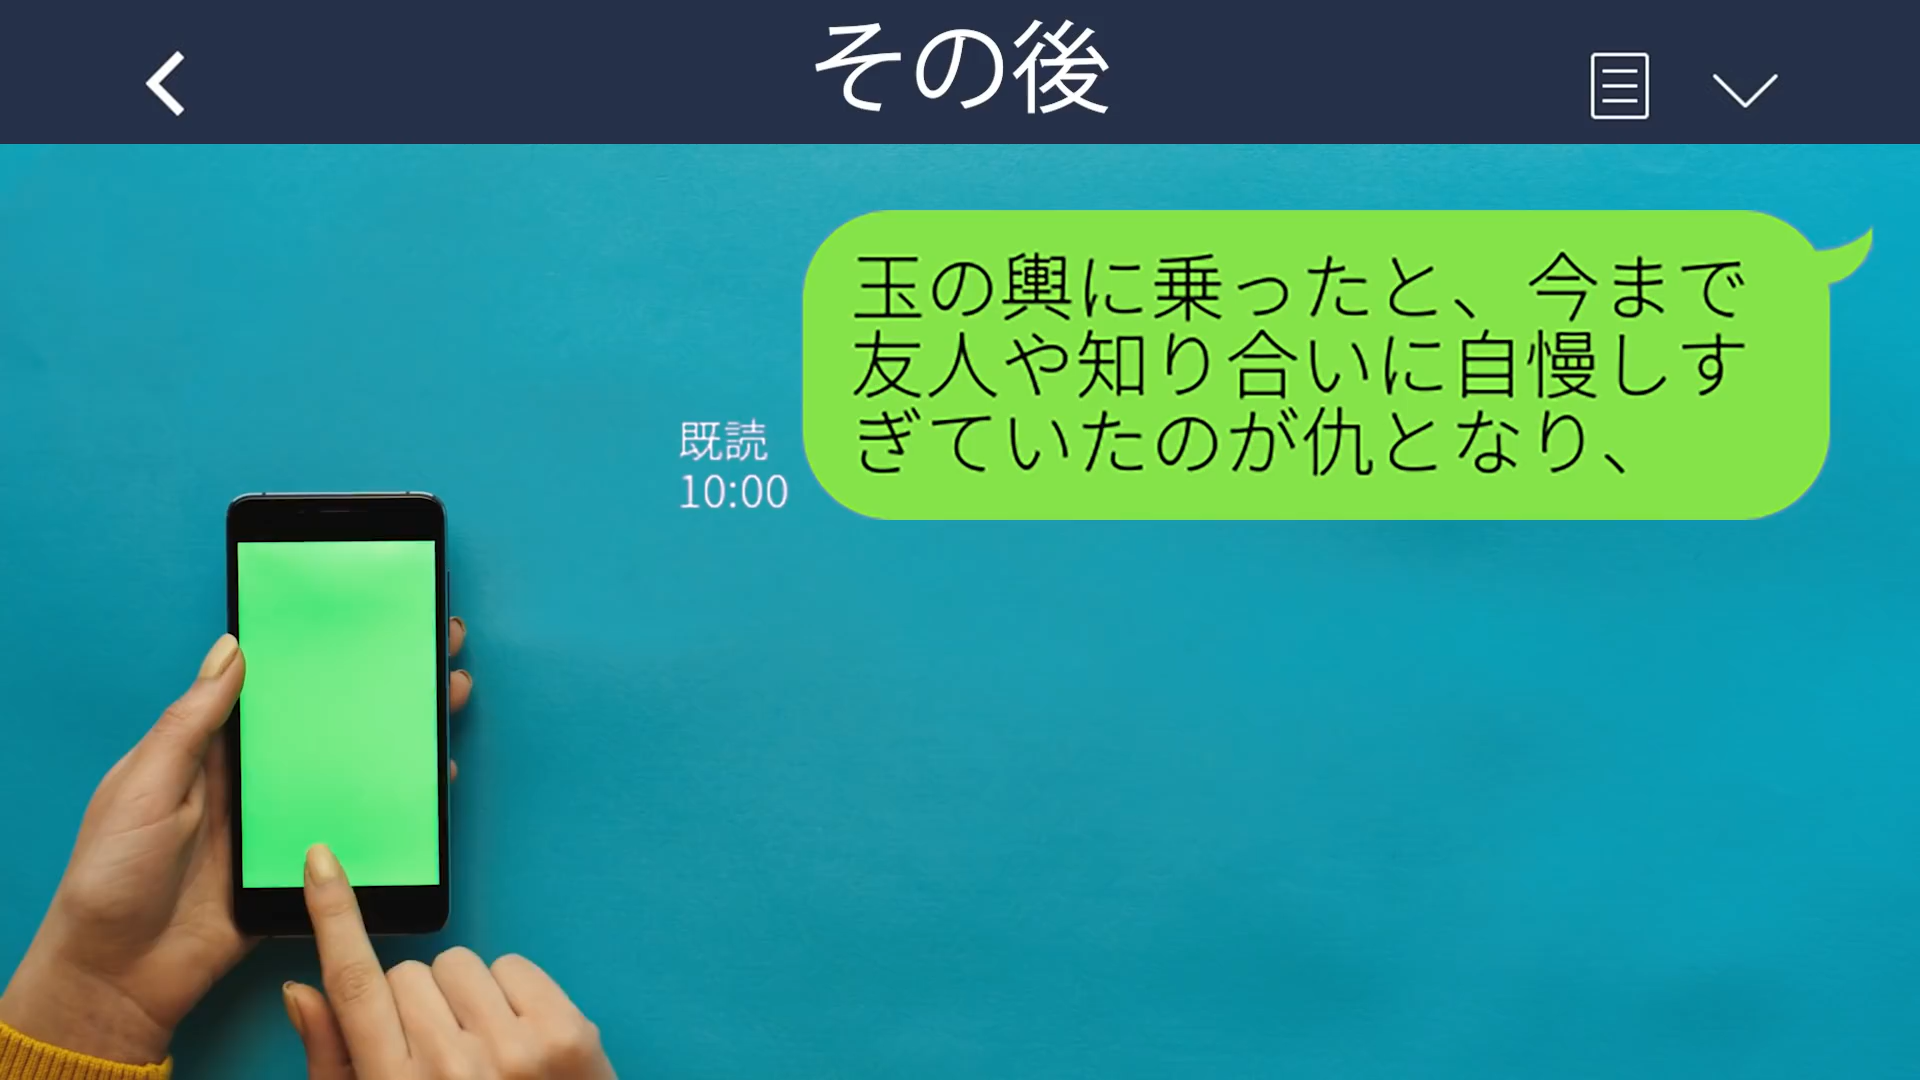 その後
玉の輿に乗ったと、今まで
友人や知り合いに自慢しす
ぎていたのが仇となり、
既読
10:00